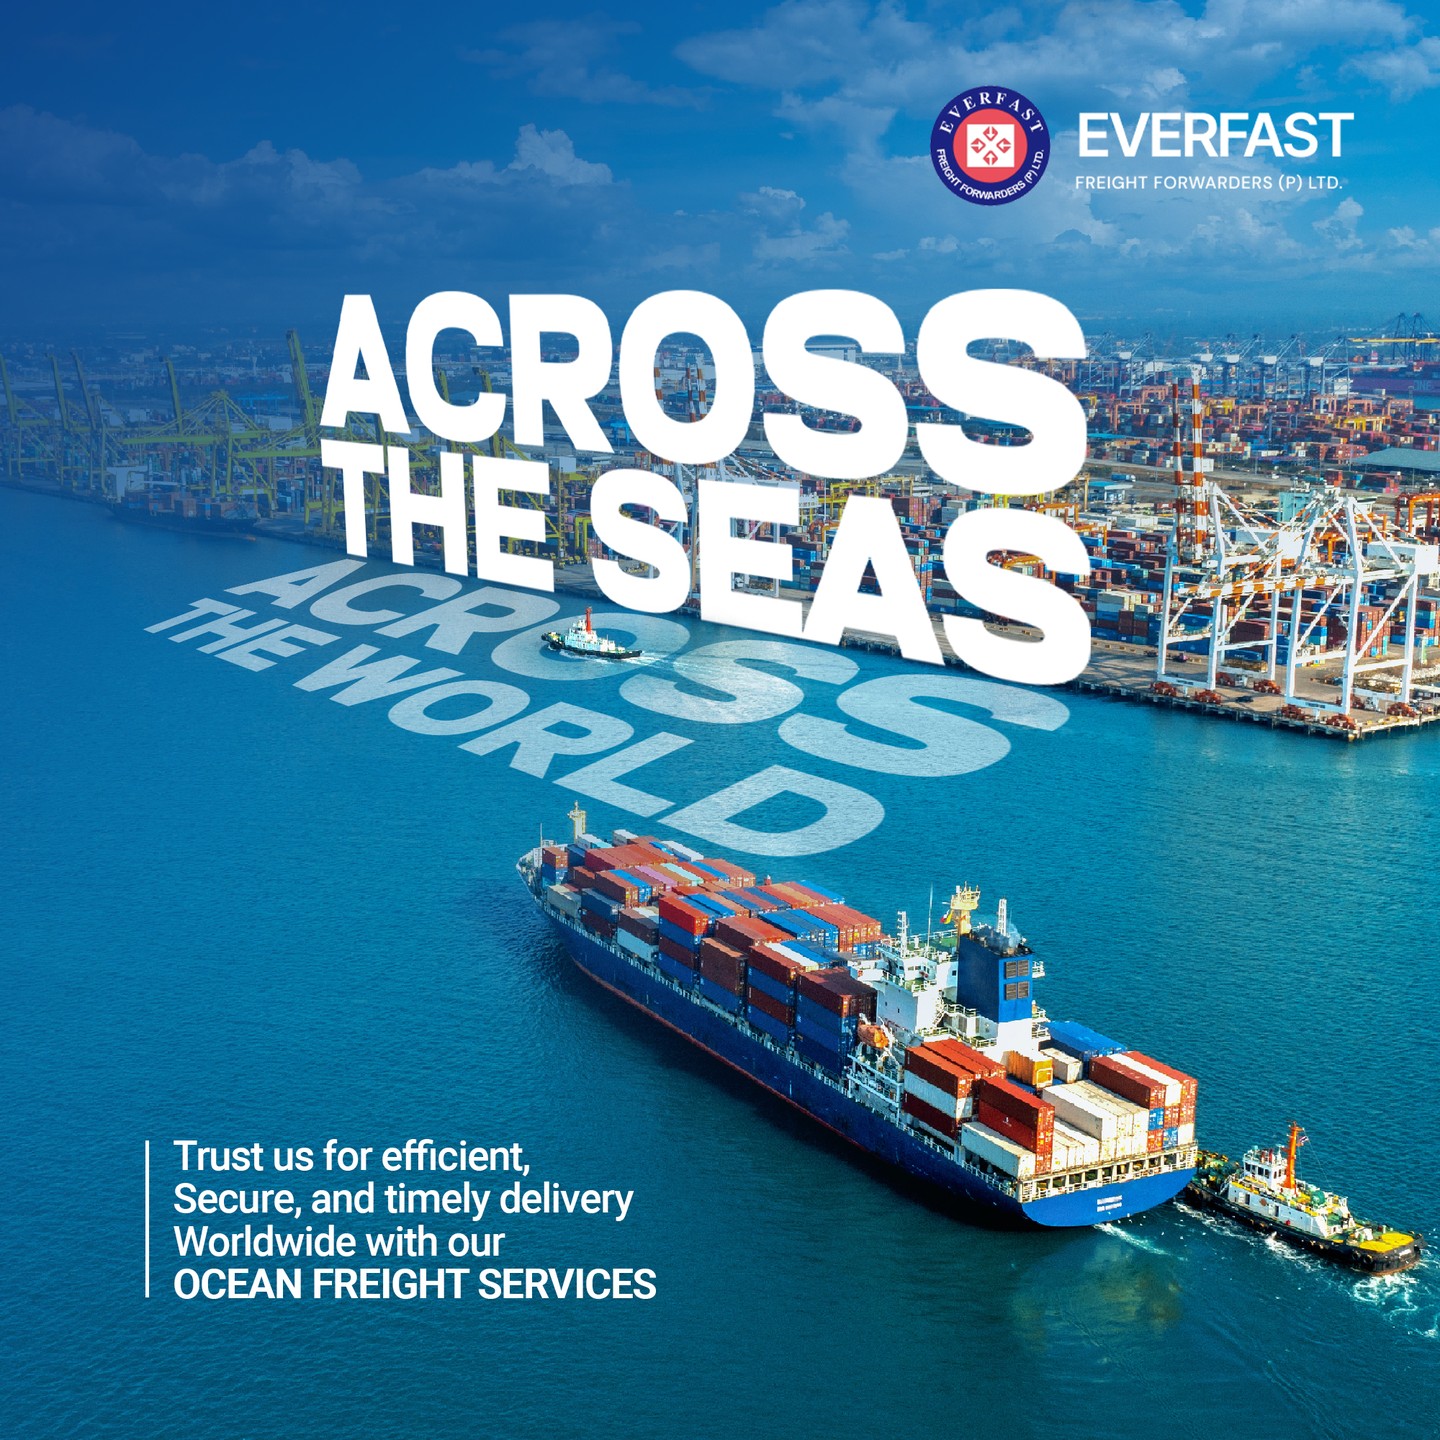 EVERFAST
FREIGHT FORWARDERS (P) LTD.
EVERFAST
FREIGHT FORWARDERS (P) LTD.
ACROSS
THE SEAS
ACROSS
THE WORLD
Trust us for efficient,
Secure, and timely delivery
Worldwide with our
OCEAN FREIGHT SERVICES